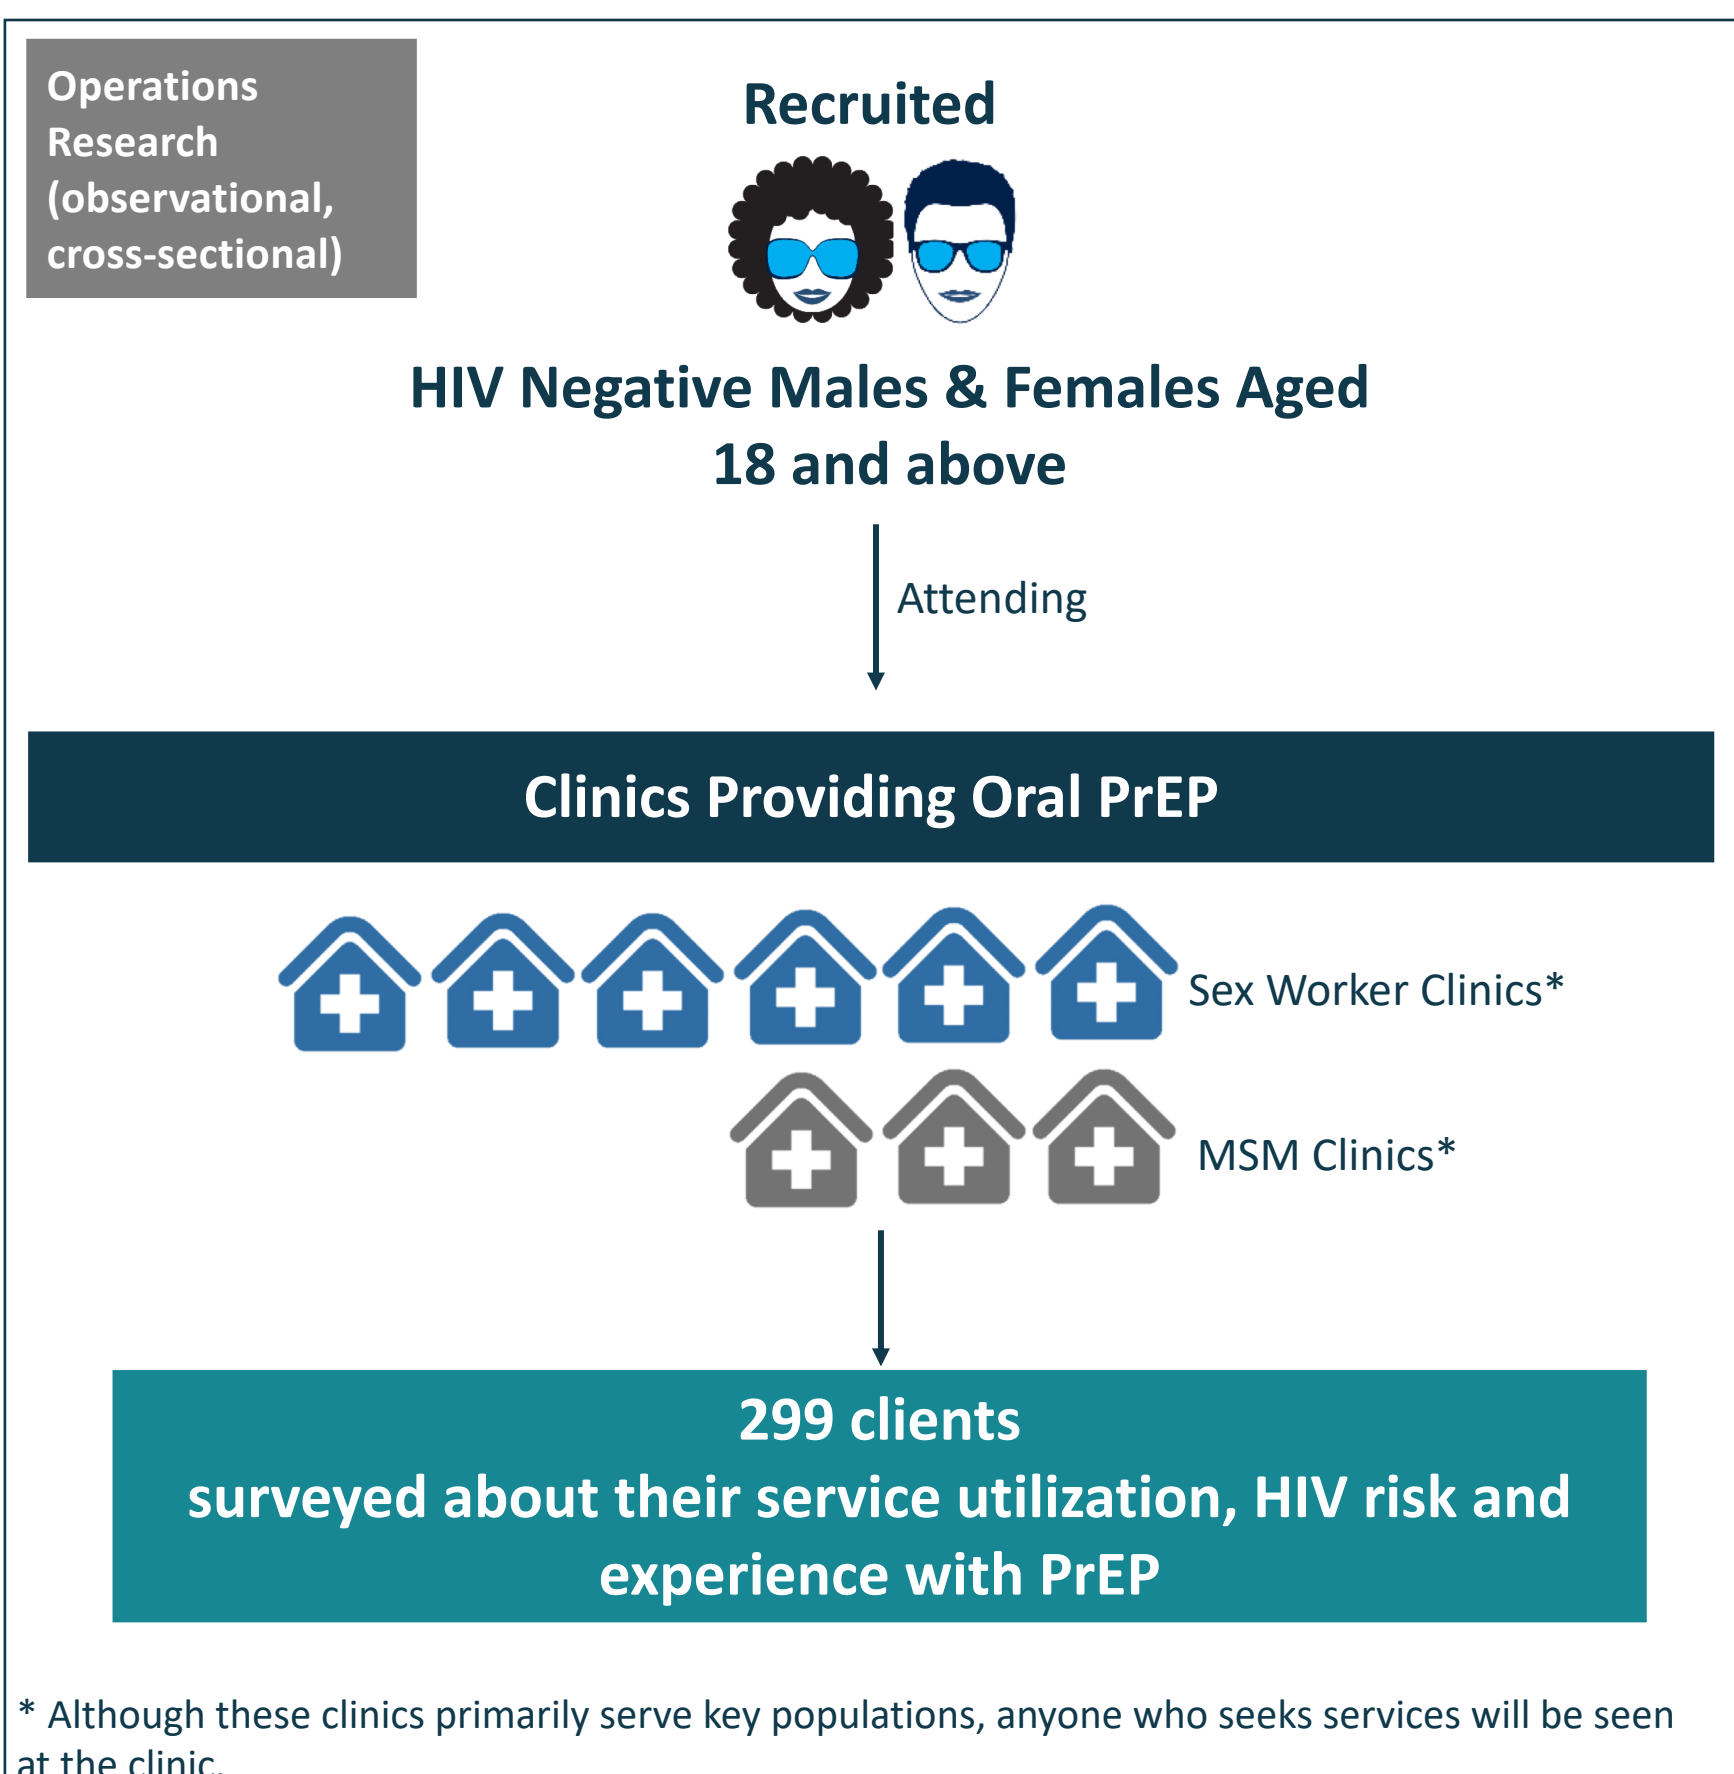 Operations
Research
(observational,
cross-sectional)
Recruited
HIV Negative Males & Females Aged
18 and above
Attending
Clinics Providing Oral PrEP
Sex Worker Clinics*
MSM Clinics*
299 clients
surveyed about their service utilization, HIV risk and
experience with PrEP
* Although these clinics primarily serve key populations, anyone who seeks services will be seen
at the clinic.